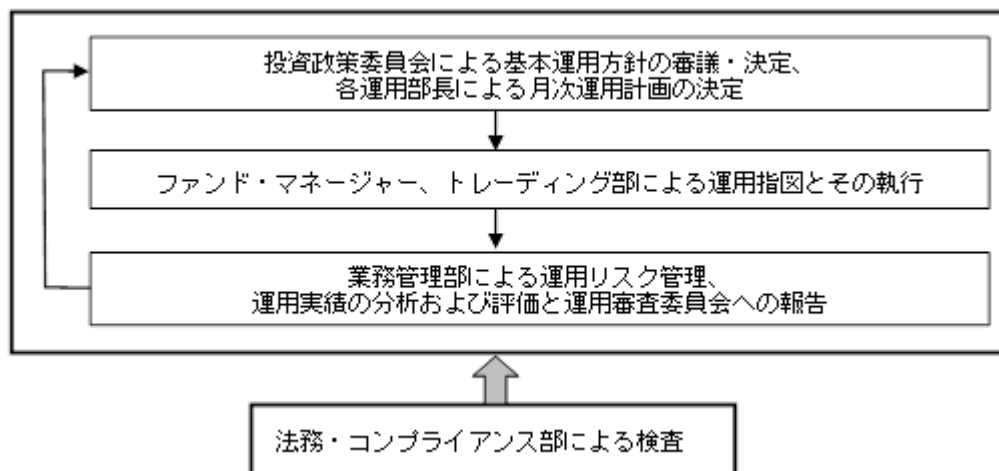 投資政策委員会による基本運用方針の審議・決定、
各運用部長による月次運用計画の決定
ファンド・マネージャー、トレーディング部による運用指図とその執行
業務管理部による運用リスク管理、
運用実績の分析および評価と運用審査委員会への報告
法務・コンプライアンス部による検査